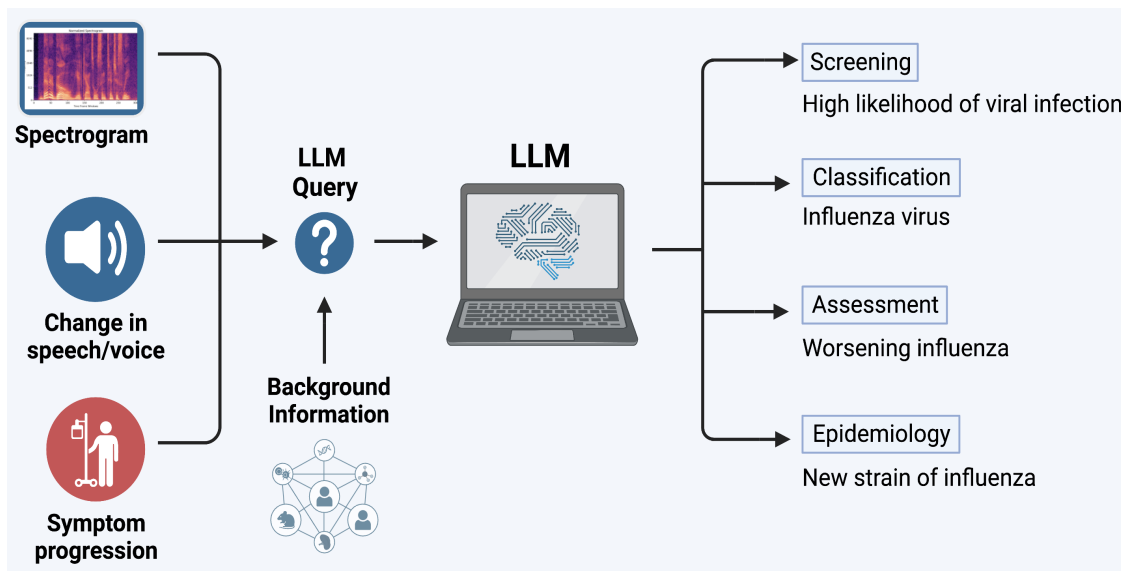 Spectrogram
Change in
speech/voice
Symptom
progression
LLM
Query
?
Background
Information
LLM
Screening
High likelihood of viral infection
Classification
Influenza virus
Assessment
Worsening influenza
Epidemiology
New strain of influenza